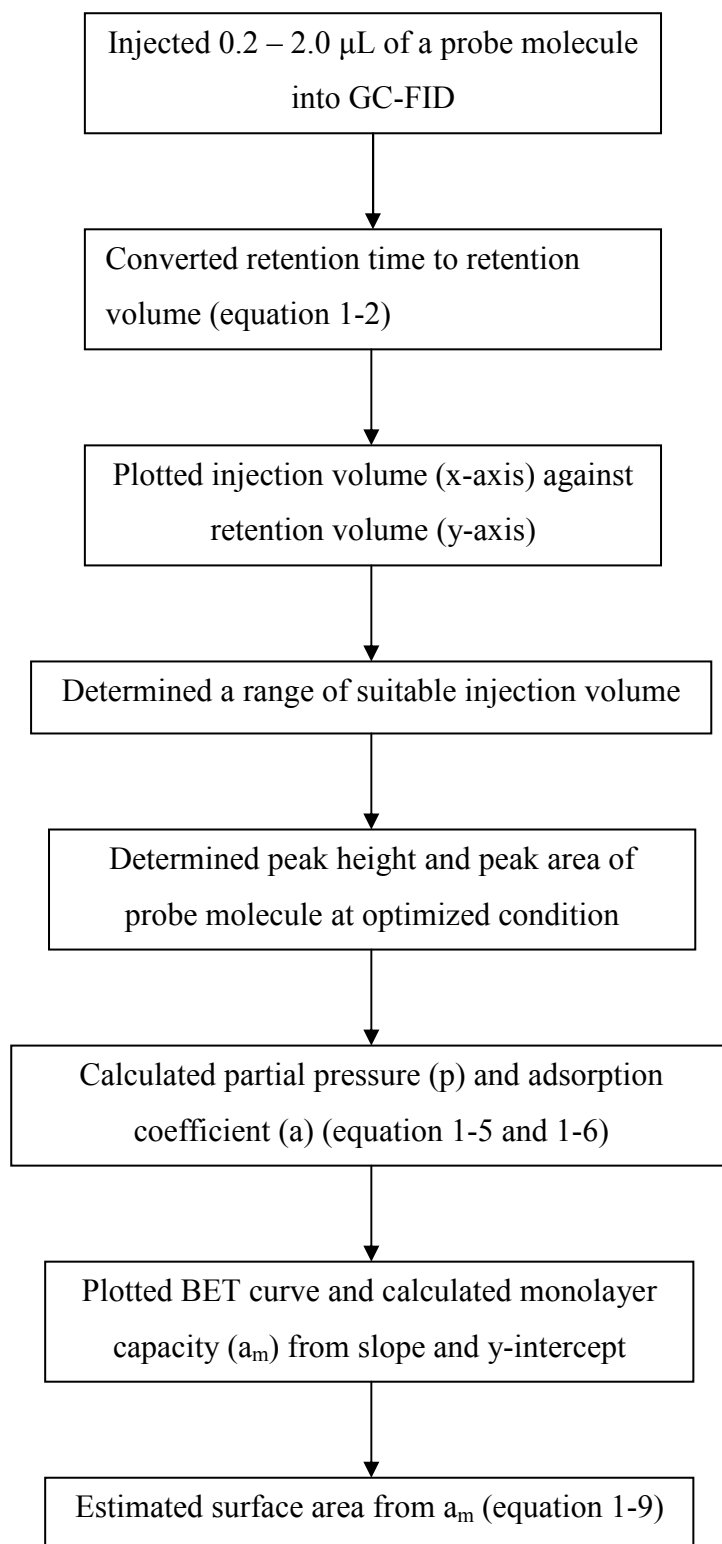 Injected 0.2 – 2.0 μL of a probe molecule
into GC-FID
Converted retention time to retention
volume (equation 1-2)
Plotted injection volume (x-axis) against
retention volume (y-axis)
Determined a range of suitable injection volume
Determined peak height and peak area of
probe molecule at optimized condition
Calculated partial pressure (p) and adsorption
coefficient (a) (equation 1-5 and 1-6)
Plotted BET curve and calculated monolayer
capacity (aₘ) from slope and y-intercept
Estimated surface area from aₘ (equation 1-9)